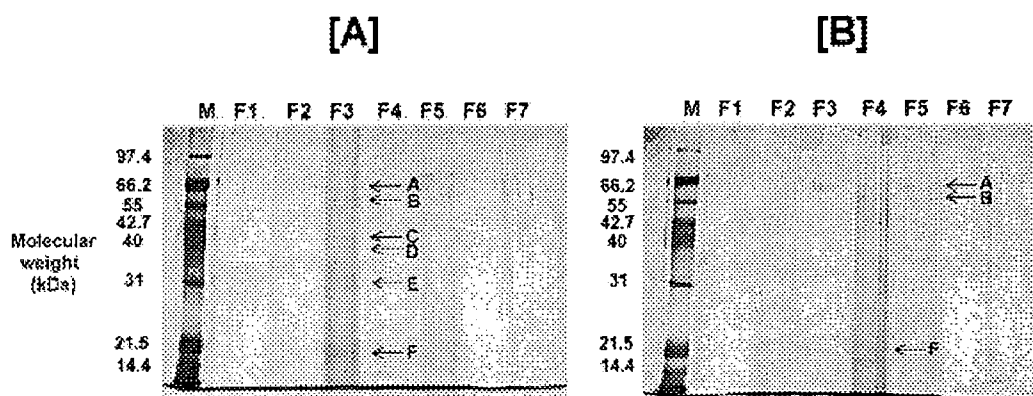 [A]
[B]
M F1 F2 F3 F4 F5 F6 F7
M F1 F2 F3 F4 F5 F6 F7
Molecular
weight
(kDa)
97.4
66.2
55
42.7
40
31
21.5
14.4
A
B
C
D
E
F
97.4
66.2
55
42.7
40
31
21.5
14.4
A
B
F